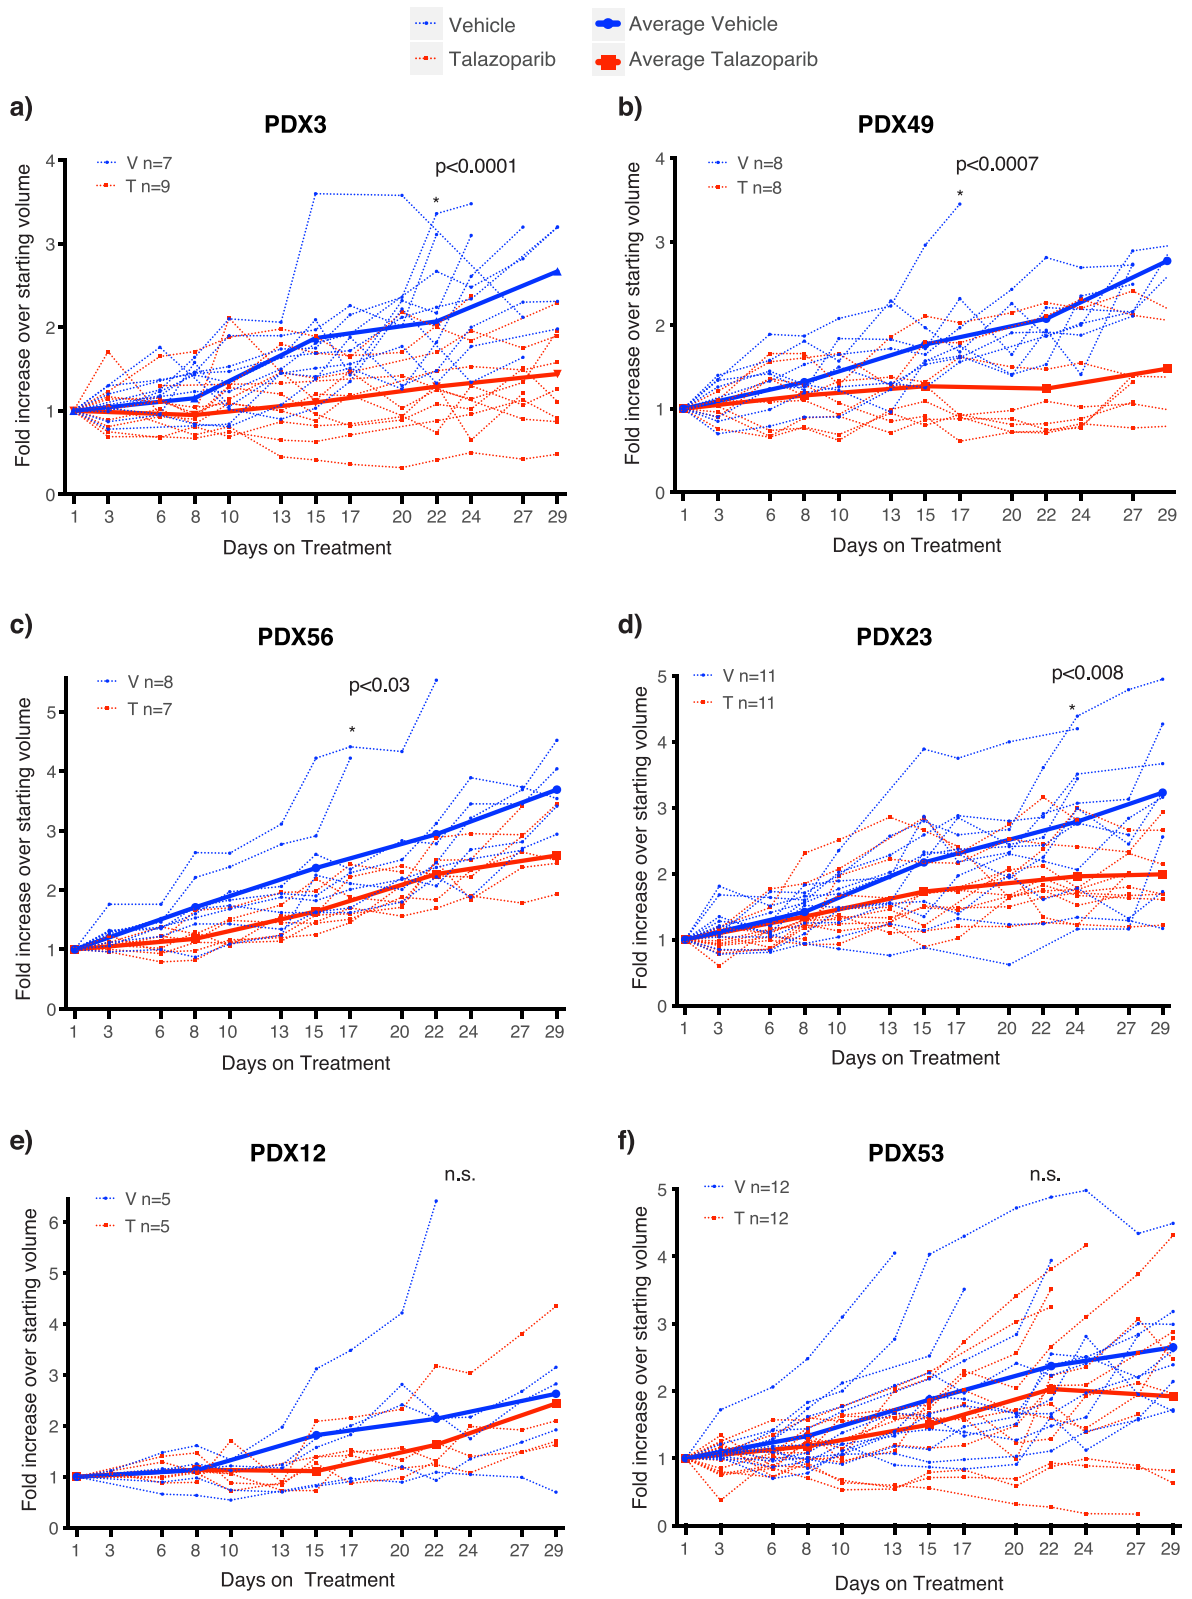 Vehicle
Average Vehicle
Talazoparib
Average Talazoparib
a)
PDX3
V n=7
T n=9
p<0.0001
*
Fold increase over starting volume
4
3
2
1
0
1 3 6 8 10 13 15 17 20 22 24 27 29
Days on Treatment
b)
PDX49
V n=8
T n=8
p<0.0007
*
Fold increase over starting volume
4
3
2
1
0
1 3 6 8 10 13 15 17 20 22 24 27 29
Days on Treatment
c)
PDX56
V n=8
T n=7
p<0.03
*
Fold increase over starting volume
5
4
3
2
1
0
1 3 6 8 10 13 15 17 20 22 24 27 29
Days on Treatment
d)
PDX23
V n=11
T n=11
p<0.008
*
Fold increase over starting volume
5
4
3
2
1
0
1 3 6 8 10 13 15 17 20 22 24 27 29
Days on Treatment
e)
PDX12
V n=5
T n=5
n.s.
Fold increase over starting volume
6
5
4
3
2
1
0
1 3 6 8 10 13 15 17 20 22 24 27 29
Days on Treatment
f)
PDX53
V n=12
T n=12
n.s.
Fold increase over starting volume
5
4
3
2
1
0
1 3 6 8 10 13 15 17 20 22 24 27 29
Days on Treatment